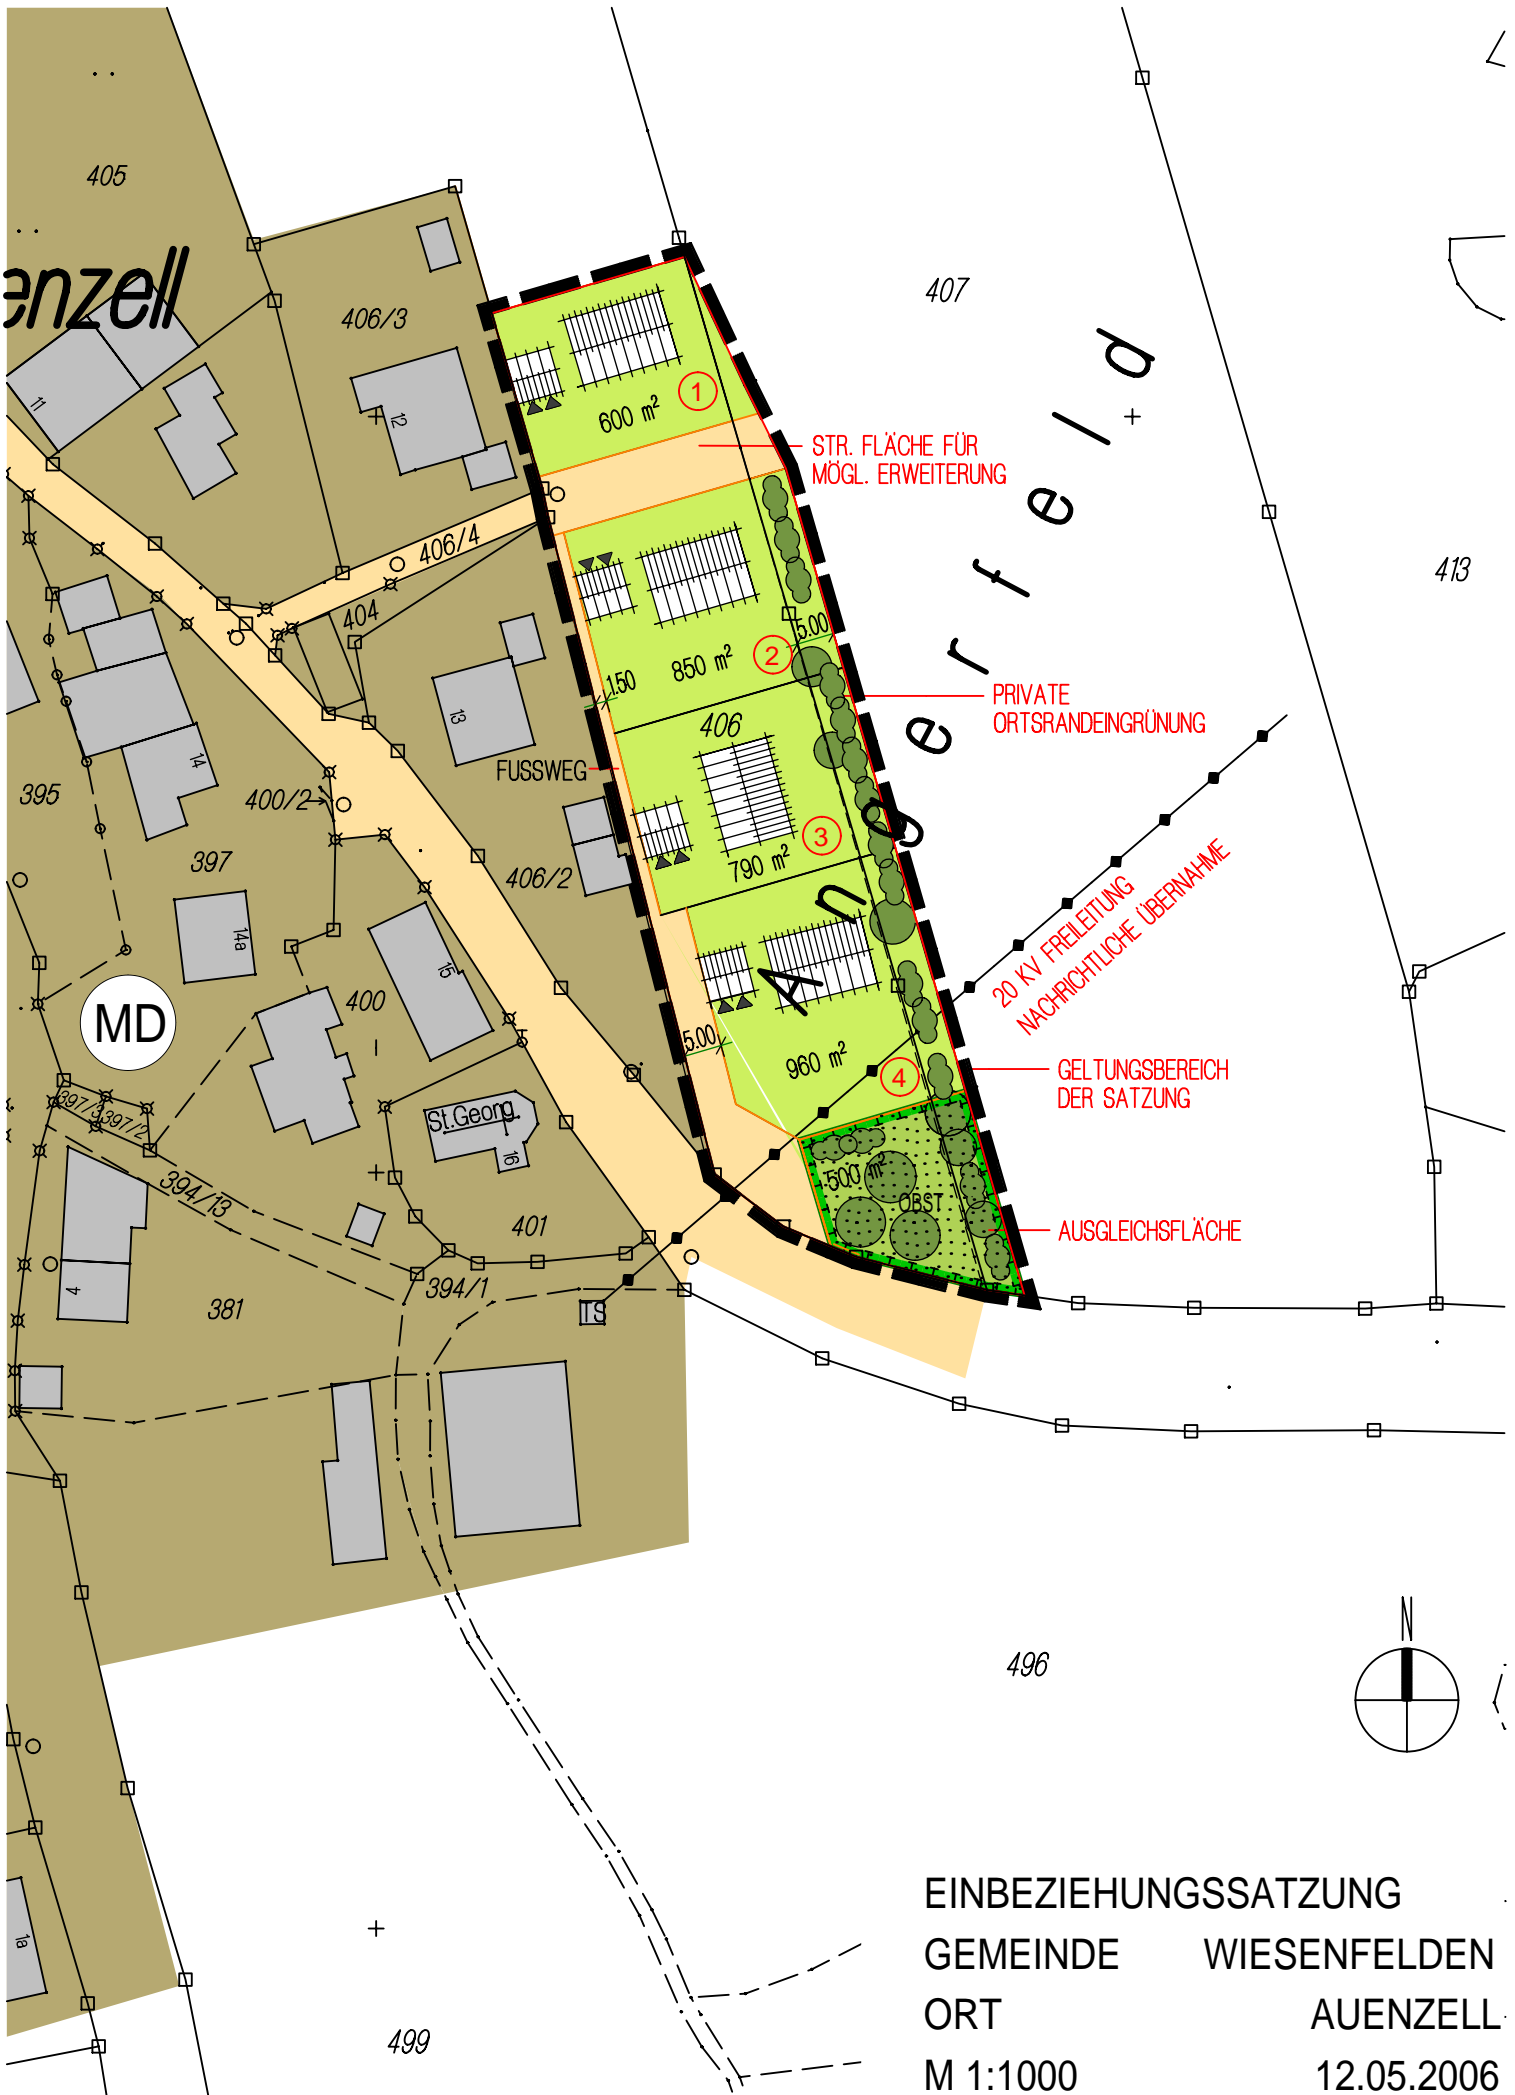 405
enzell
406/3
407
11
12
1
600 m²
STR. FLÄCHE FÜR
MÖGL. ERWEITERUNG
Angerfeld
406/4
404
413
2
5.00
850 m²
1.50
PRIVATE
ORTSRANDEINGRÜNUNG
13
406
14
FUSSWEG
395
400/2
397
3
790 m²
406/2
14a
15
20 KV FREILEITUNG
NACHRICHTLICHE ÜBERNAHME
400
MD
5.00
960 m²
4
GELTUNGSBEREICH
DER SATZUNG
397/3
397/2
St.Georg
16
394/13
500 m²
OBST
401
AUSGLEICHSFLÄCHE
394/1
4
381
TS
N
496
1a
499
EINBEZIEHUNGSSATZUNG
GEMEINDE WIESENFELDEN
ORT AUENZELL
M 1:1000 12.05.2006